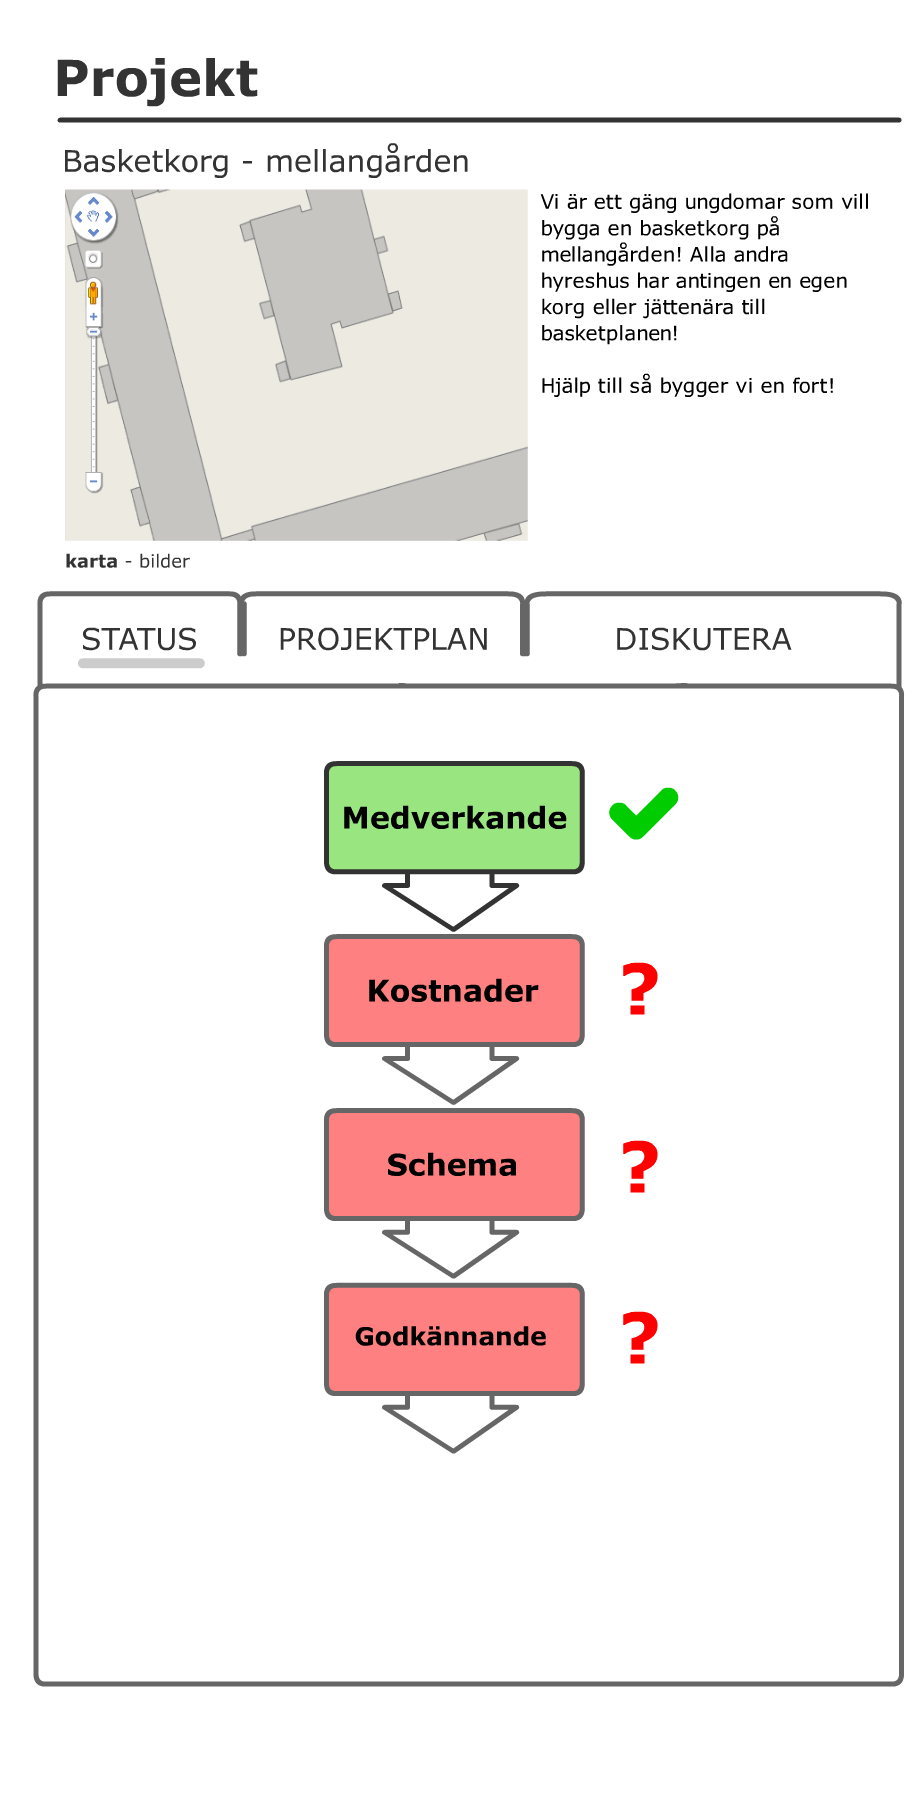 Projekt
Basketkorg - mellangården
Vi är ett gäng ungdomar som vill
bygga en basketkorg på
mellangården! Alla andra
hyreshus har antingen en egen
korg eller jättenära till
basketplanen!
Hjälp till så bygger vi en fort!
karta - bilder
STATUS
PROJEKTPLAN
DISKUTERA
Medverkande
Kostnader
?
Schema
?
Godkännande
?